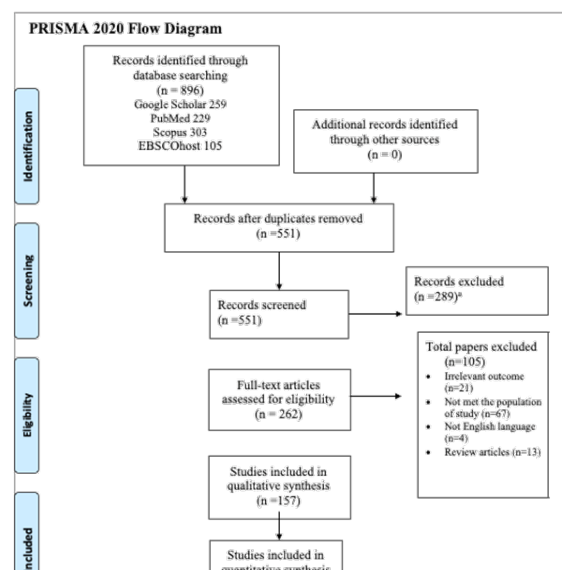 PRISMA 2020 Flow Diagram
Records identified through
database searching
(n = 896)
Google Scholar 259
PubMed 229
Scopus 303
EBSCOhost 105
Additional records identified
through other sources
(n = 0)
Identification
Records after duplicates removed
(n =551)
Screening
Records screened
(n =551)
Records excluded
(n =289)ª
Eligibility
Full-text articles
assessed for eligibility
(n = 262)
Total papers excluded
(n=105)
• Irrelevant outcome
(n=21)
• Not met the population
of study (n=67)
• Not English language
(n=4)
• Review articles (n=13)
Studies included in
qualitative synthesis
(n =157)
ncluded
Studies included in
quantitative synthesis